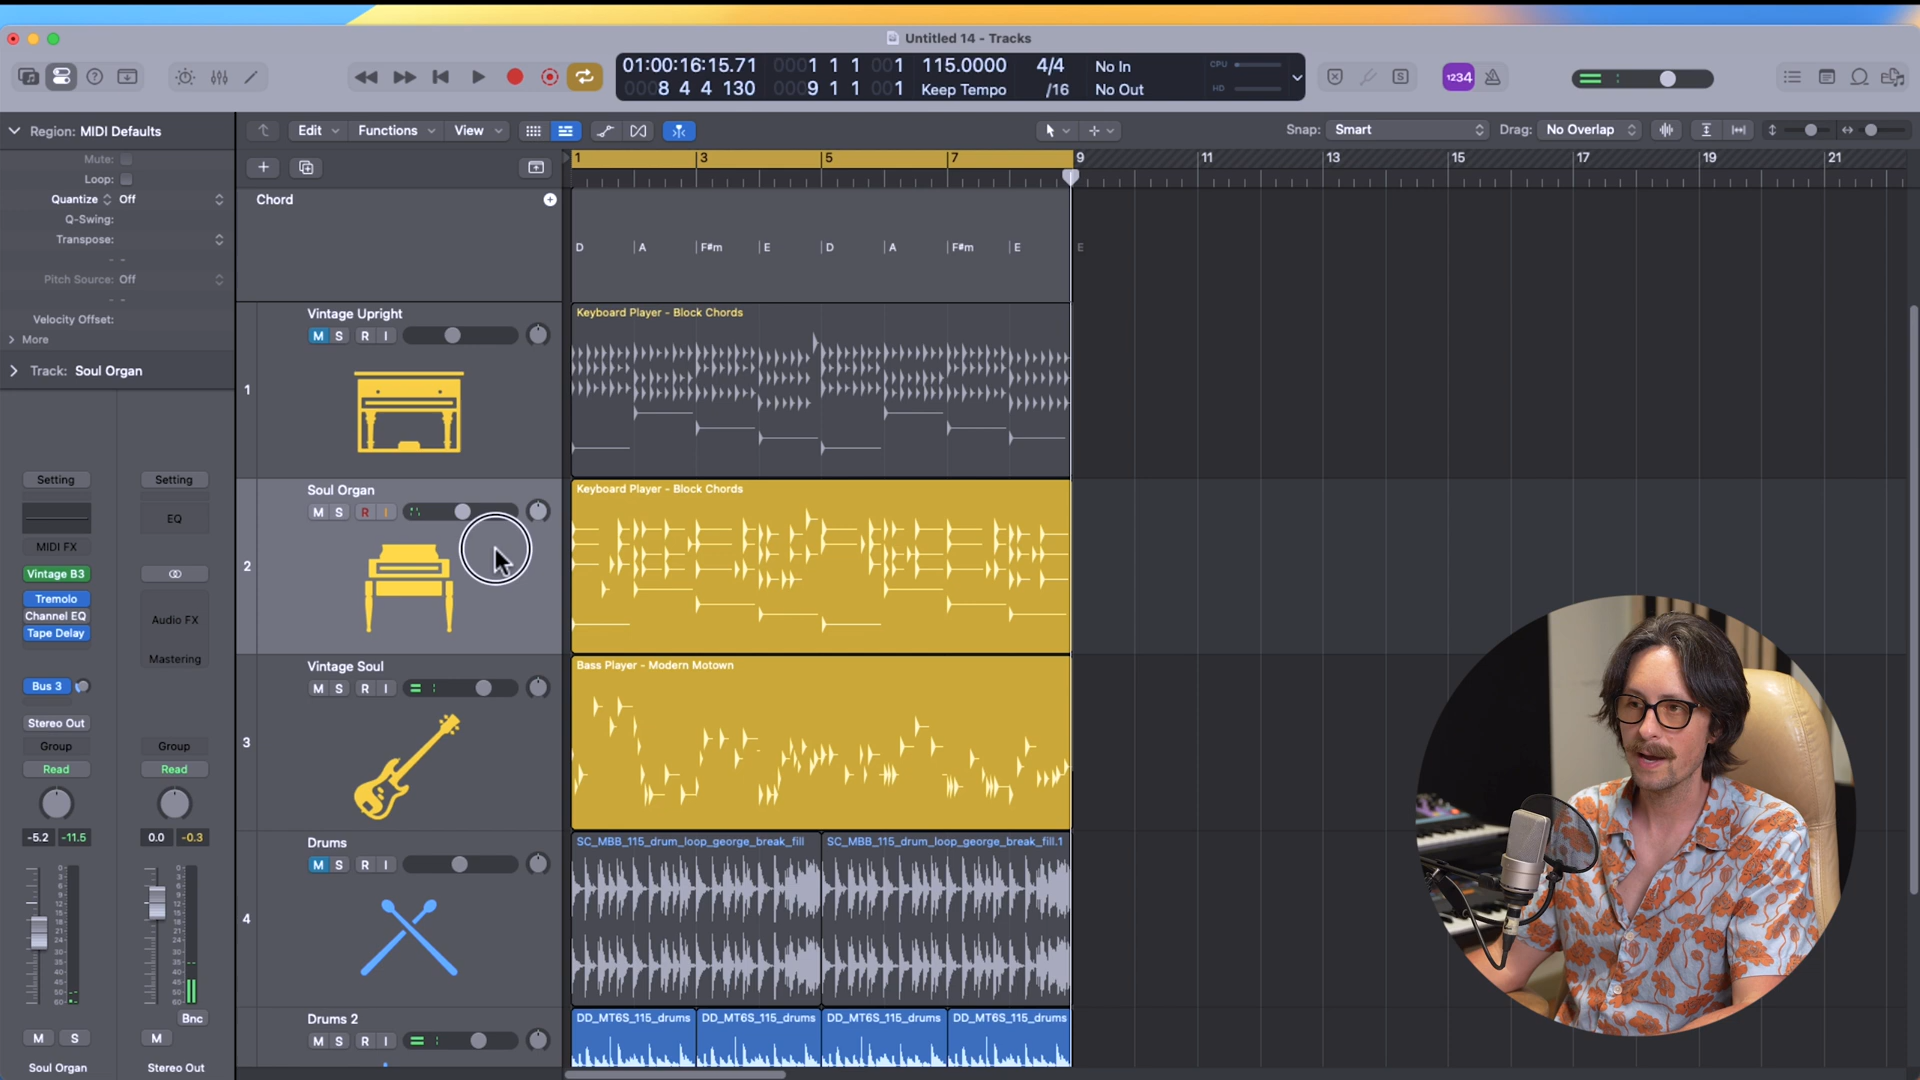 Untitled 14 - Tracks
01:00:16:15.71
0001 1 1 001
115.0000
4/4
No In
CPU
1234
0008 4 4 130
0009 1 1 001
Keep Tempo
/16
No Out
HD
Region: MIDI Defaults
Edit
Functions
View
Snap: Smart
Drag: No Overlap
Mute:
Loop:
Quantize Off
Q-Swing:
Transpose:
- -
Pitch Source: Off
- -
Velocity Offset:
More
Track: Soul Organ
1 3 5 7 9 11 13 15 17 19 21
Chord
D A F#m E D A F#m E E
Vintage Upright
M S R I
1
Keyboard Player - Block Chords
Soul Organ
M S R I
2
Keyboard Player - Block Chords
Vintage Soul
M S R I
3
Bass Player - Modern Motown
Drums
M S R I
4
SC_MBB_115_drum_loop_george_break_fill
SC_MBB_115_drum_loop_george_break_fill.1
Drums 2
M S R I
DD_MT6S_115_drums
DD_MT6S_115_drums
DD_MT6S_115_drums
DD_MT6S_115_drums
Setting
Setting
EQ
MIDI FX
Vintage B3
Tremolo
Channel EQ
Tape Delay
Audio FX
Mastering
Bus 3
Stereo Out
Group
Group
Read
Read
-5.2 -11.5
0.0 -0.3
Bnc
M S
M
Soul Organ
Stereo Out